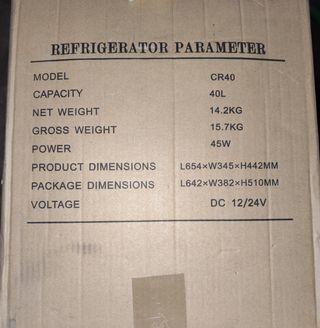 REFRIGERATOR PARAMETER
MODEL CR40
CAPACITY 40L
NET WEIGHT 14.2KG
GROSS WEIGHT 15.7KG
POWER 45W
PRODUCT DIMENSIONS L654×W345×H442MM
PACKAGE DIMENSIONS L642×W382×H510MM
VOLTAGE DC 12/24V